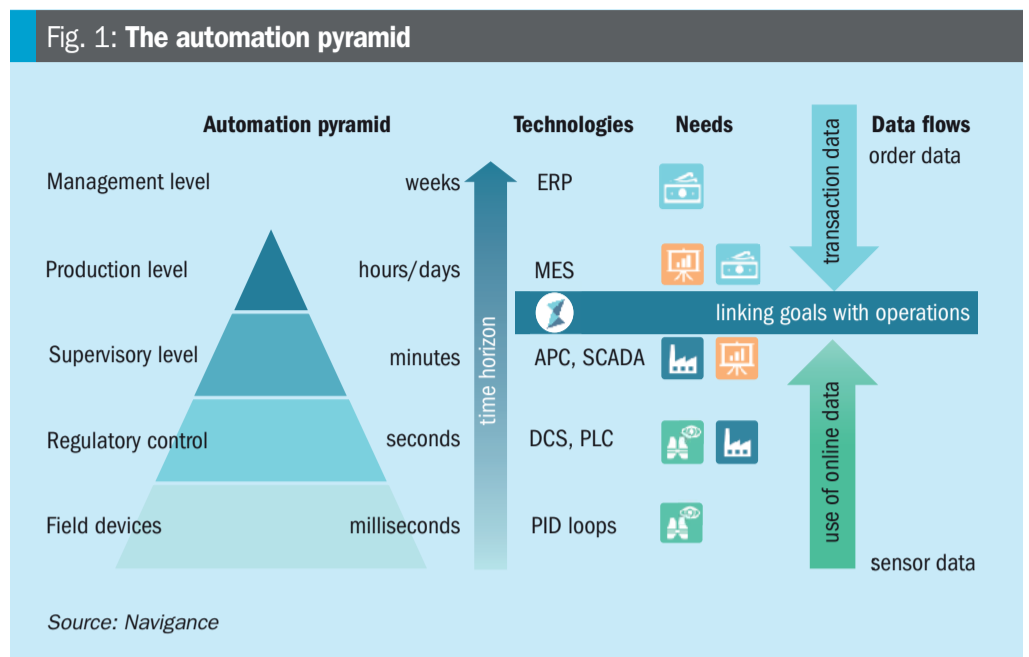 Fig. 1: The automation pyramid
Automation pyramid
Technologies
Needs
Data flows
order data
transaction data
Management level
weeks
ERP
Production level
hours/days
MES
linking goals with operations
time horizon
Supervisory level
minutes
APC, SCADA
use of online data
Regulatory control
seconds
DCS, PLC
Field devices
milliseconds
PID loops
sensor data
Source: Navigance